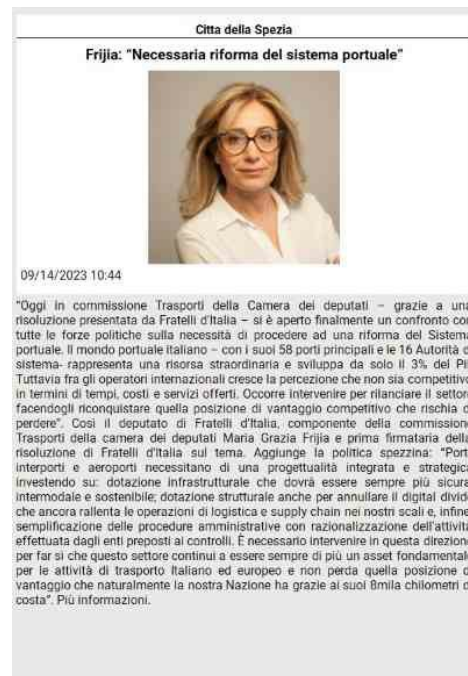 Citta della Spezia
Frijia: “Necessaria riforma del sistema portuale”
09/14/2023 10:44
“Oggi in commissione Trasporti della Camera dei deputati – grazie a una
risoluzione presentata da Fratelli d'Italia – si è aperto finalmente un confronto con
tutte le forze politiche sulla necessità di procedere ad una riforma del Sistema
portuale. Il mondo portuale italiano – con i suoi 58 porti principali e le 16 Autorità d
sistema- rappresenta una risorsa straordinaria e sviluppa da solo il 3% del Pil
Tuttavia fra gli operatori internazionali cresce la percezione che non sia competitivo
in termini di tempi, costi e servizi offerti. Occorre intervenire per rilanciare il settore
facendogli riconquistare quella posizione di vantaggio competitivo che rischia d
perdere”. Così il deputato di Fratelli d'Italia, componente della commissione
Trasporti della camera dei deputati Maria Grazia Frijia e prima firmataria della
risoluzione di Fratelli d'Italia sul tema. Aggiunge la politica spezzina: “Porti
interporti e aeroporti necessitano di una progettualità integrata e strategica
investendo su: dotazione infrastrutturale che dovrà essere sempre più sicura
intermodale e sostenibile; dotazione strutturale anche per annullare il digital divid
che ancora rallenta le operazioni di logistica e supply chain nei nostri scali e, infine
semplificazione delle procedure amministrative con razionalizzazione dell'attività
effettuata dagli enti preposti ai controlli. È necessario intervenire in questa direzione
per far sì che questo settore continui a essere sempre di più un asset fondamentale
per le attività di trasporto Italiano ed europeo e non perda quella posizione d
vantaggio che naturalmente la nostra Nazione ha grazie ai suoi 8mila chilometri d
costa”. Più informazioni.